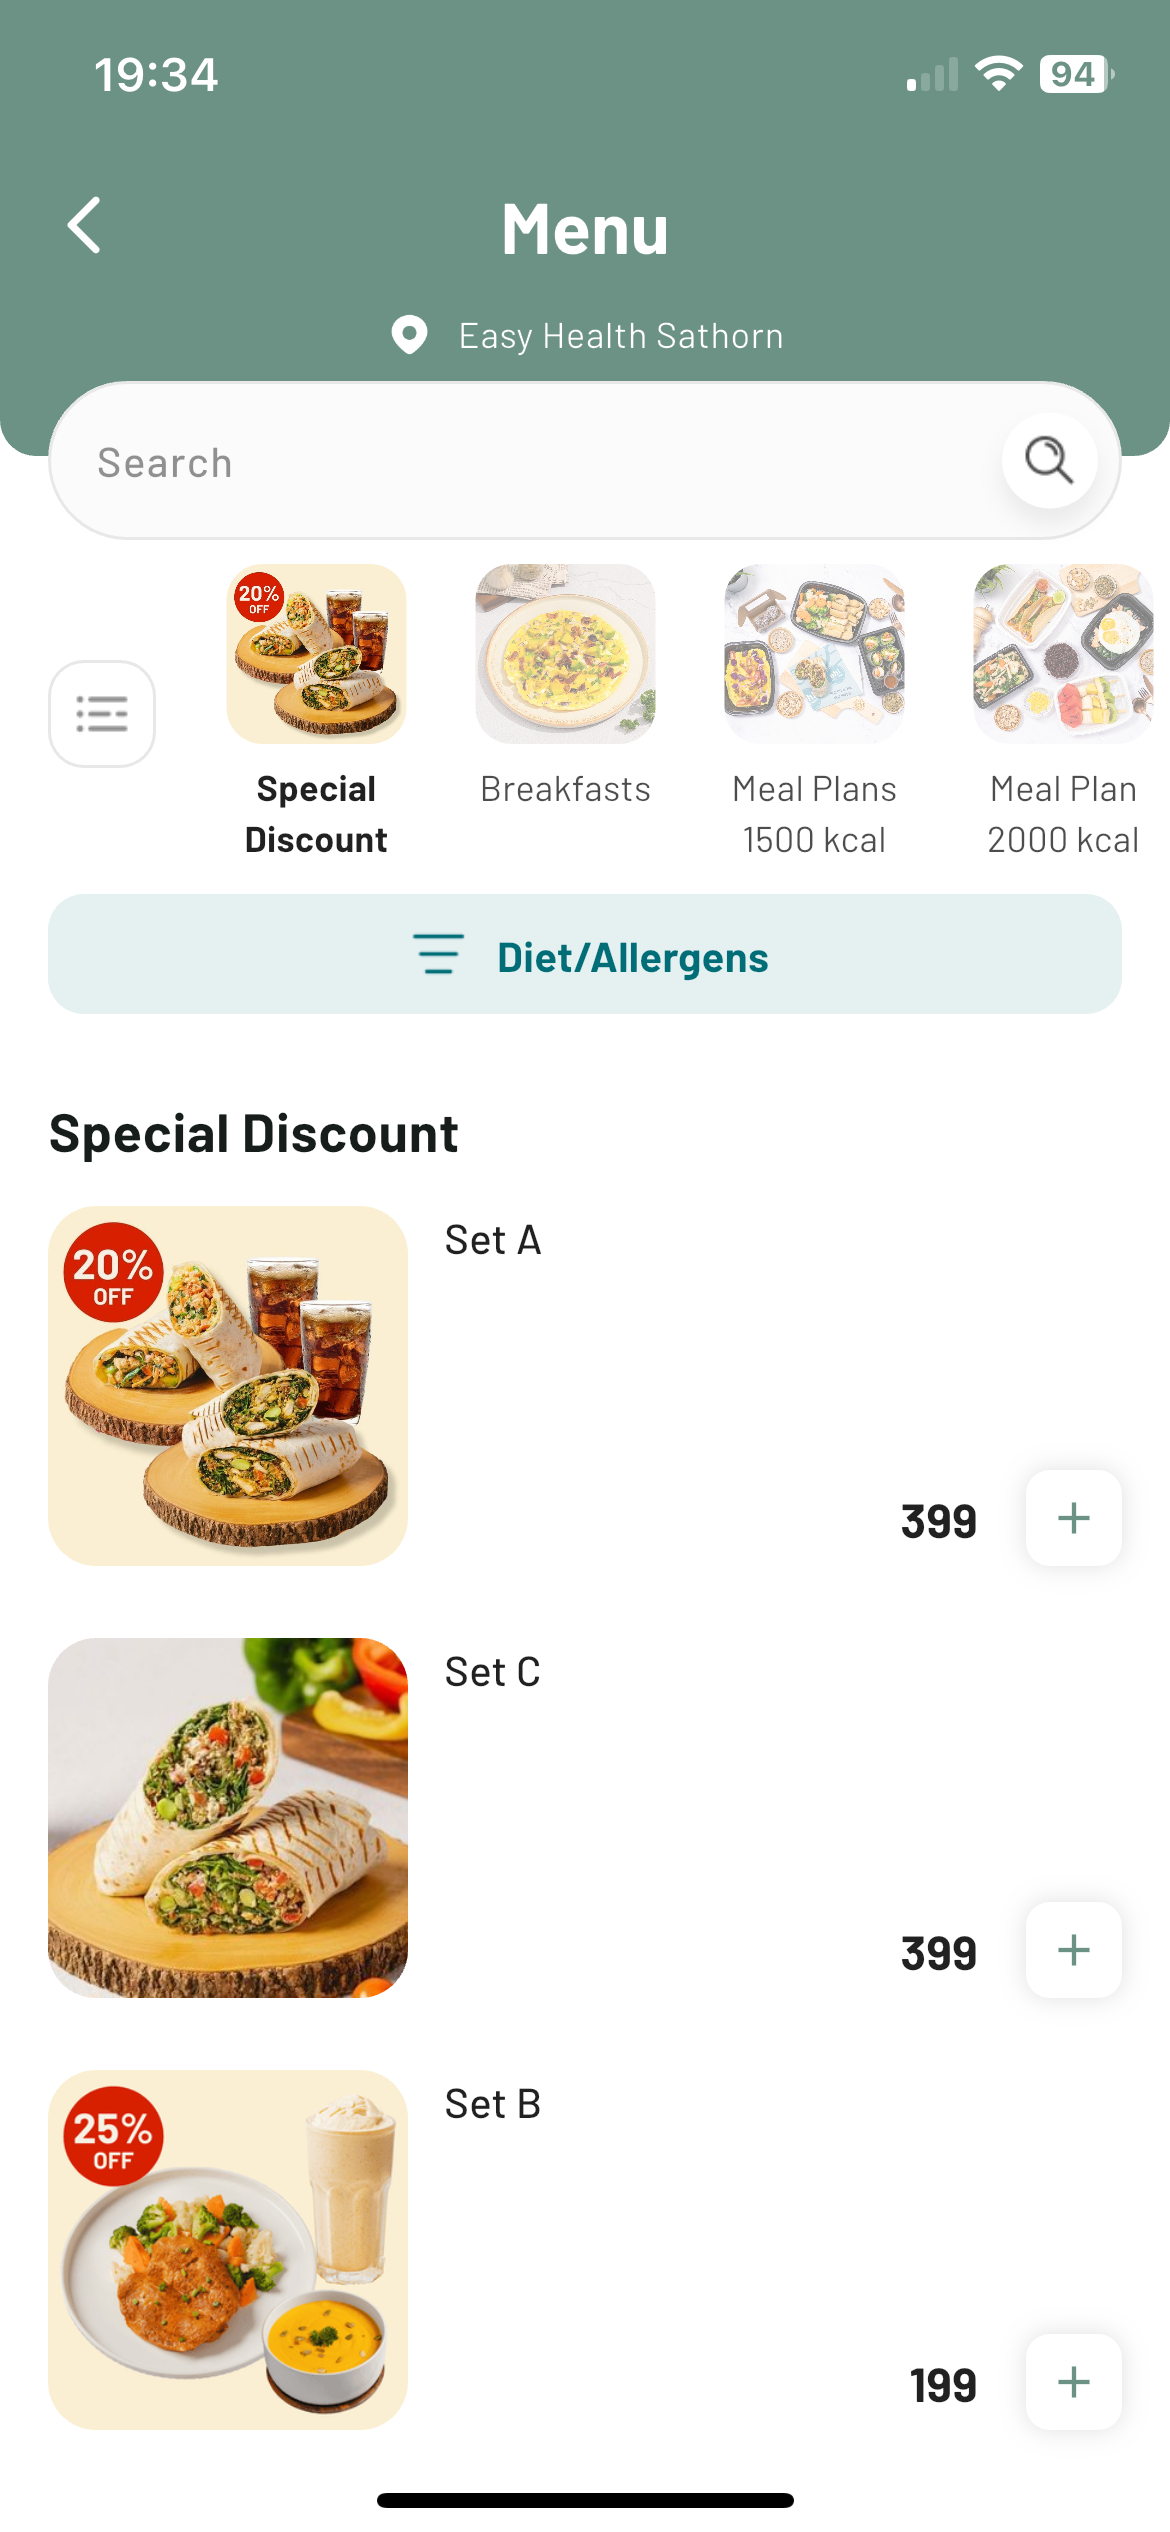 19:34
94
Menu
Easy Health Sathorn
Search
20%
OFF
Special
Discount
Breakfasts
Meal Plans
1500 kcal
Meal Plan
2000 kcal
Diet/Allergens
Special Discount
20%
OFF
Set A
399
Set C
399
25%
OFF
Set B
199